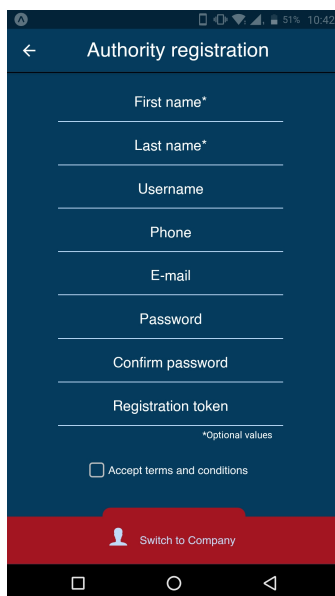 51% 10:42
Authority registration
First name*
Last name*
Username
Phone
E-mail
Password
Confirm password
Registration token
*Optional values
Accept terms and conditions
Switch to Company